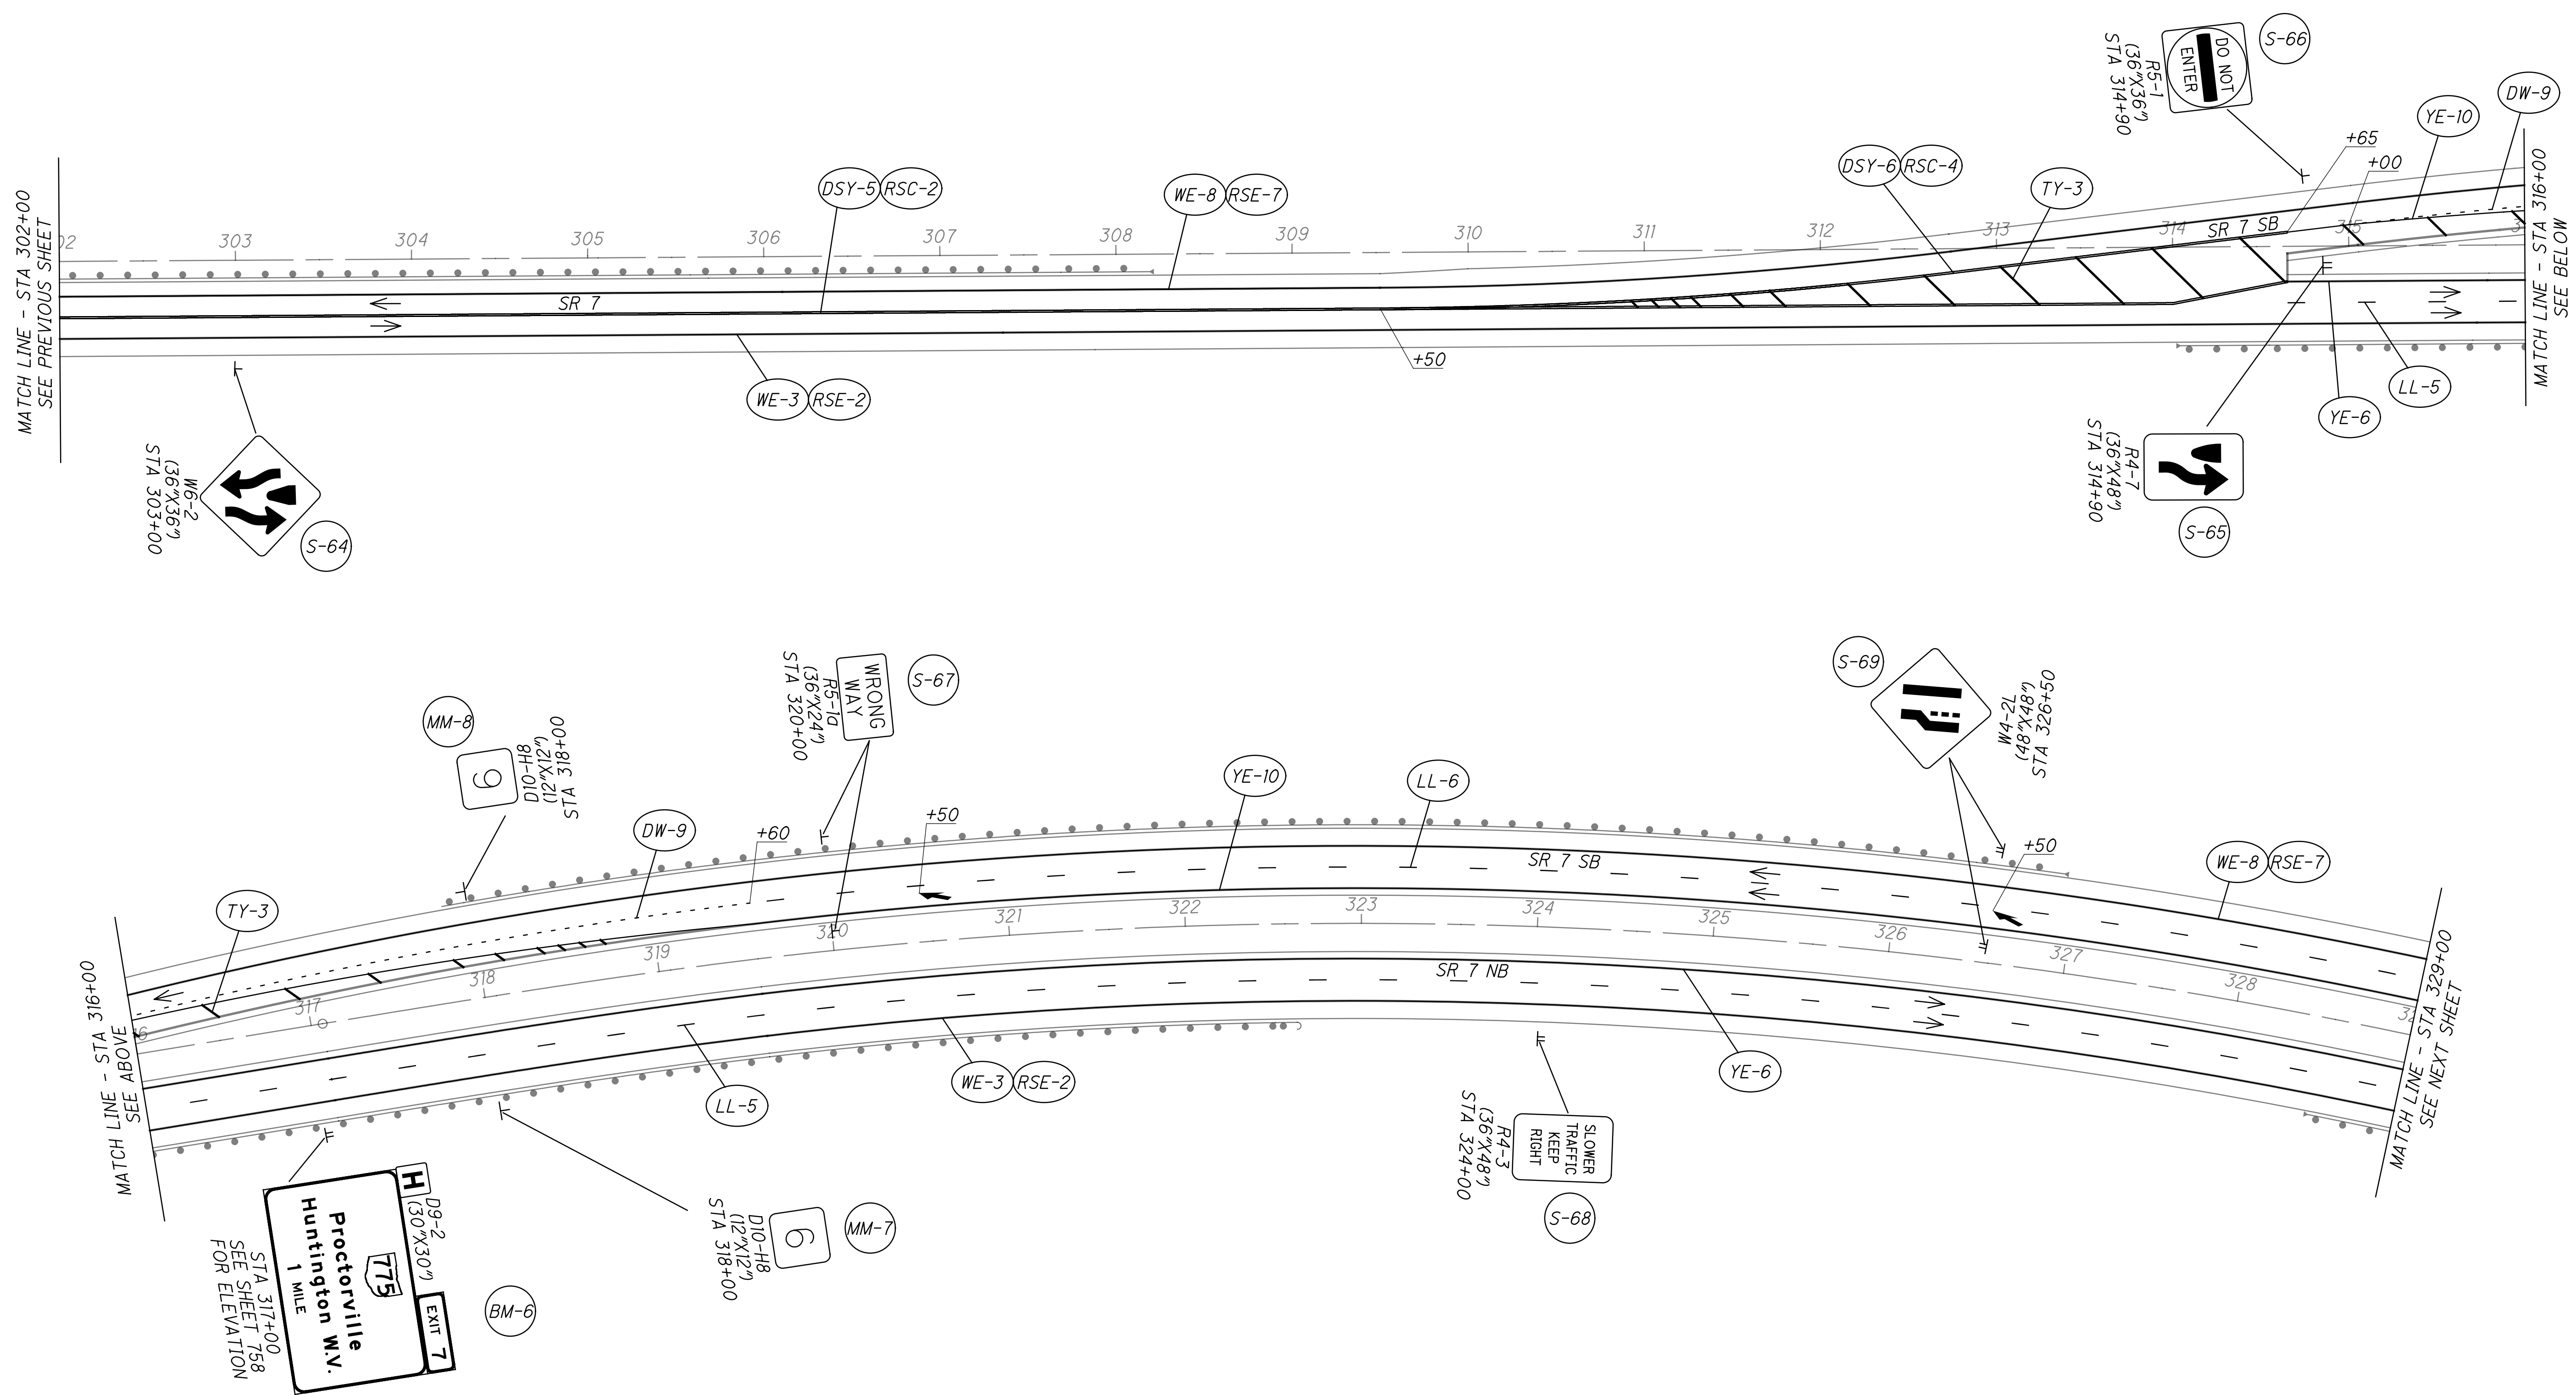 S-66
DO NOT
ENTER
R5-1
(36"X36")
STA 314+90
DW-9
YE-10
+65
+00
MATCH LINE - STA 302+00
SEE PREVIOUS SHEET
DSY-5 RSC-2
WE-8 RSE-7
DSY-6 RSC-4
TY-3
MATCH LINE - STA 316+00
SEE BELOW
02 303 304 305 306 307 308 309 310 311 312 313 314 315 3
SR 7 SB
SR 7
+50
WE-3 RSE-2
LL-5
YE-6
W6-2
(36"X36")
STA 303+00
S-64
R4-7
(36"X48")
STA 314+90
S-65
S-67
WRONG
WAY
R5-1a
(36"X24")
STA 320+00
S-69
W4-2L
(48"X48")
STA 326+50
MM-8
9
D10-H8
(12"X12")
STA 318+00
DW-9
+60
+50
YE-10
LL-6
+50
WE-8 RSE-7
TY-3
SR 7 SB
16 317 318 319 320 321 322 323 324 325 326 327 328 32
SR 7 NB
MATCH LINE - STA 316+00
SEE ABOVE
MATCH LINE - STA 329+00
SEE NEXT SHEET
LL-5
WE-3 RSE-2
YE-6
SLOWER
TRAFFIC
KEEP
RIGHT
R4-3
(36"X48")
STA 324+00
S-68
MM-7
6
D10-H8
(12"X12")
STA 318+00
H
D9-2
(30"X30")
EXIT 7
775
Proctorville
Huntington W.V.
1 MILE
STA 317+00
SEE SHEET 758
FOR ELEVATION
BM-6